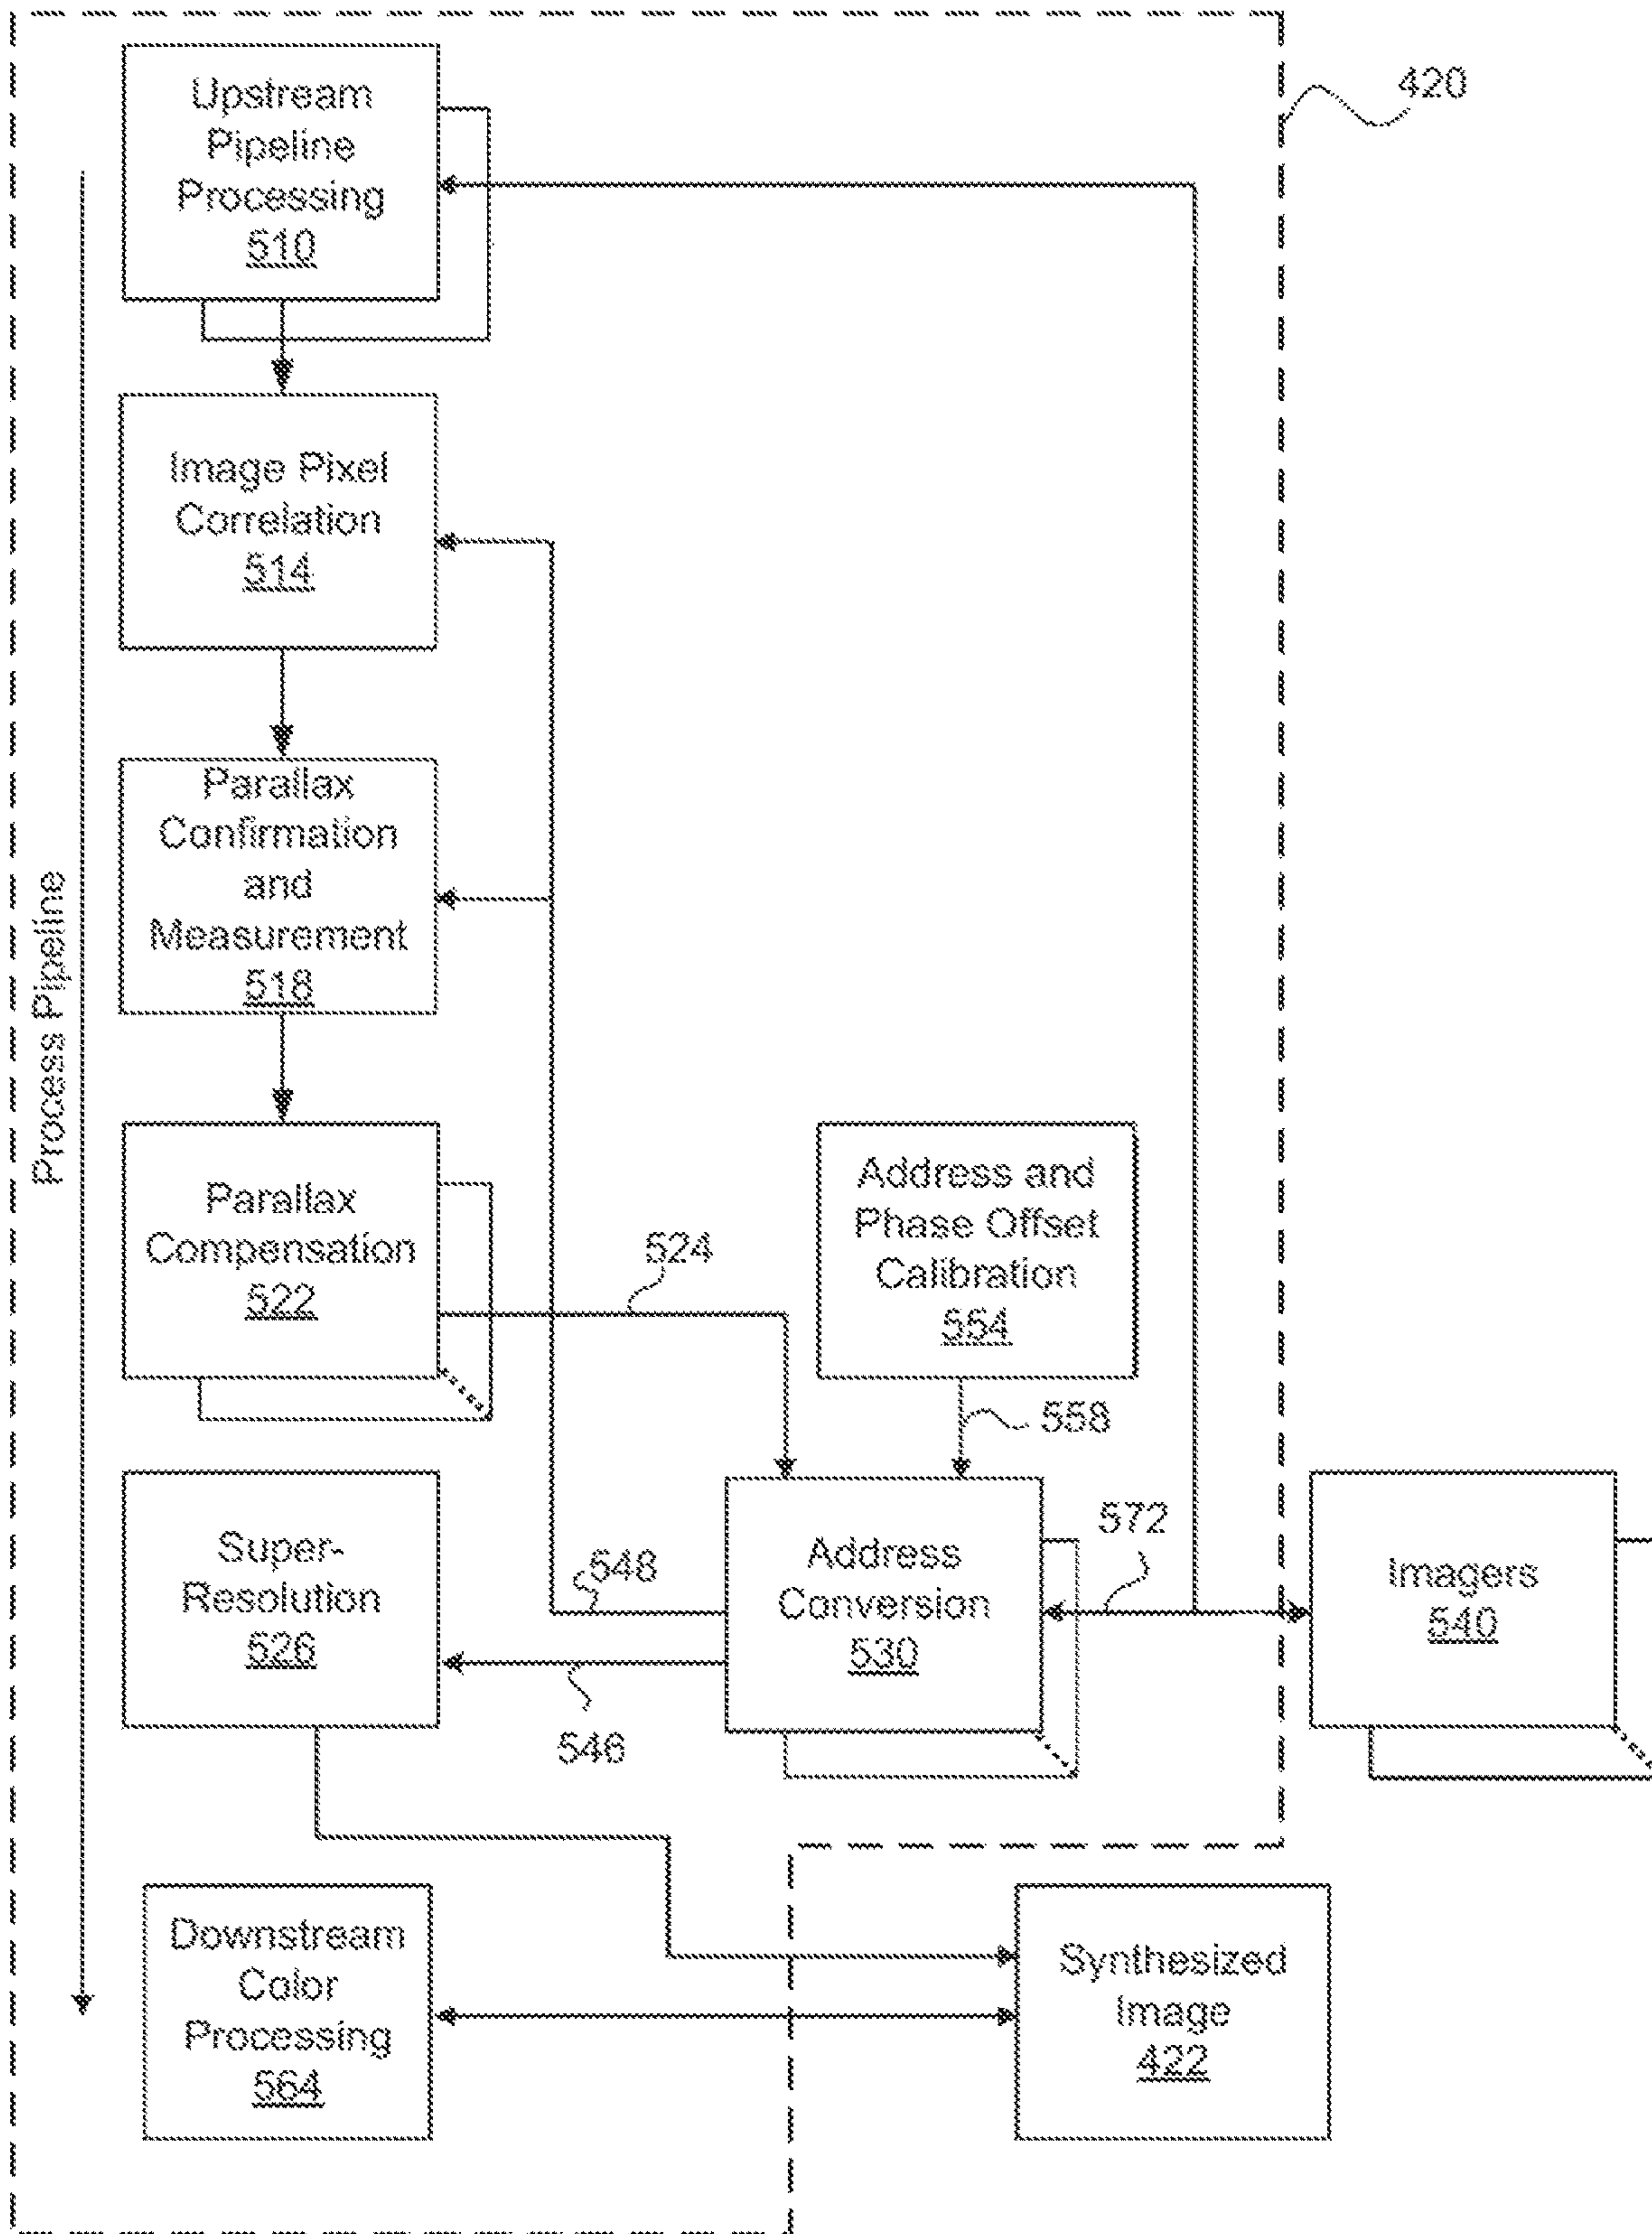 420
Upstream
Pipeline
Processing
510
Image Pixel
Correlation
514
Parallax
Confirmation
and
Measurement
518
Process Pipeline
Parallax
Compensation
522
524
Address and
Phase Offset
Calibration
554
558
Super-
Resolution
526
548
546
Address
Conversion
530
572
Imagers
540
Downstream
Color
Processing
564
Synthesized
Image
422